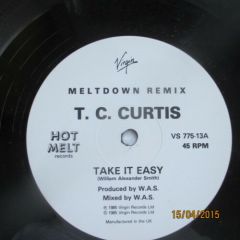 Virgin
MELTDOWN REMIX
T. C. CURTIS
HOT
MELT
records
VS 775-13A
45 RPM
TAKE IT EASY
(William Alexander Smith)
Produced by W.A.S.
Mixed by W.A.S.
℗ 1985 Virgin Records Ltd
© 1985 Virgin Records Ltd
Manufactured in the UK
15/04/2015